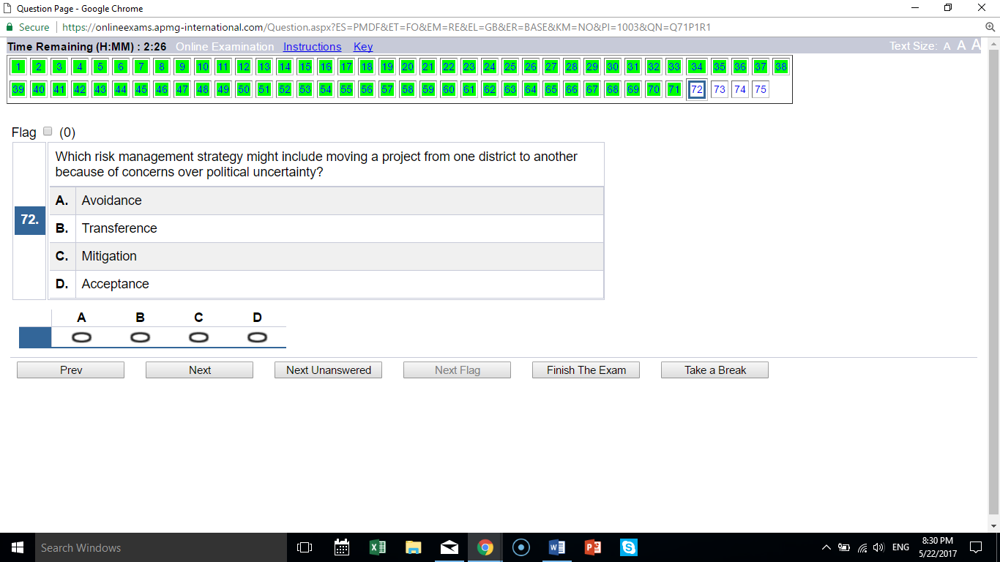 Question Page - Google Chrome
Secure https://onlineexams.apmg-international.com/Question.aspx?ES=PMDF&ET=FO&EM=RE&EL=GB&ER=BASE&KM=NO&PI=1003&QN=Q71P1R1
Time Remaining (H:MM) : 2:26 Online Examination Instructions Key Text Size: A A A
1 2 3 4 5 6 7 8 9 10 11 12 13 14 15 16 17 18 19 20 21 22 23 24 25 26 27 28 29 30 31 32 33 34 35 36 37 38
39 40 41 42 43 44 45 46 47 48 49 50 51 52 53 54 55 56 57 58 59 60 61 62 63 64 65 66 67 68 69 70 71 72 73 74 75
Flag (0)
Which risk management strategy might include moving a project from one district to another
because of concerns over political uncertainty?
A. Avoidance
72.
B. Transference
C. Mitigation
D. Acceptance
A B C D
Prev Next Next Unanswered Next Flag Finish The Exam Take a Break
Search Windows
ENG
8:30 PM
5/22/2017